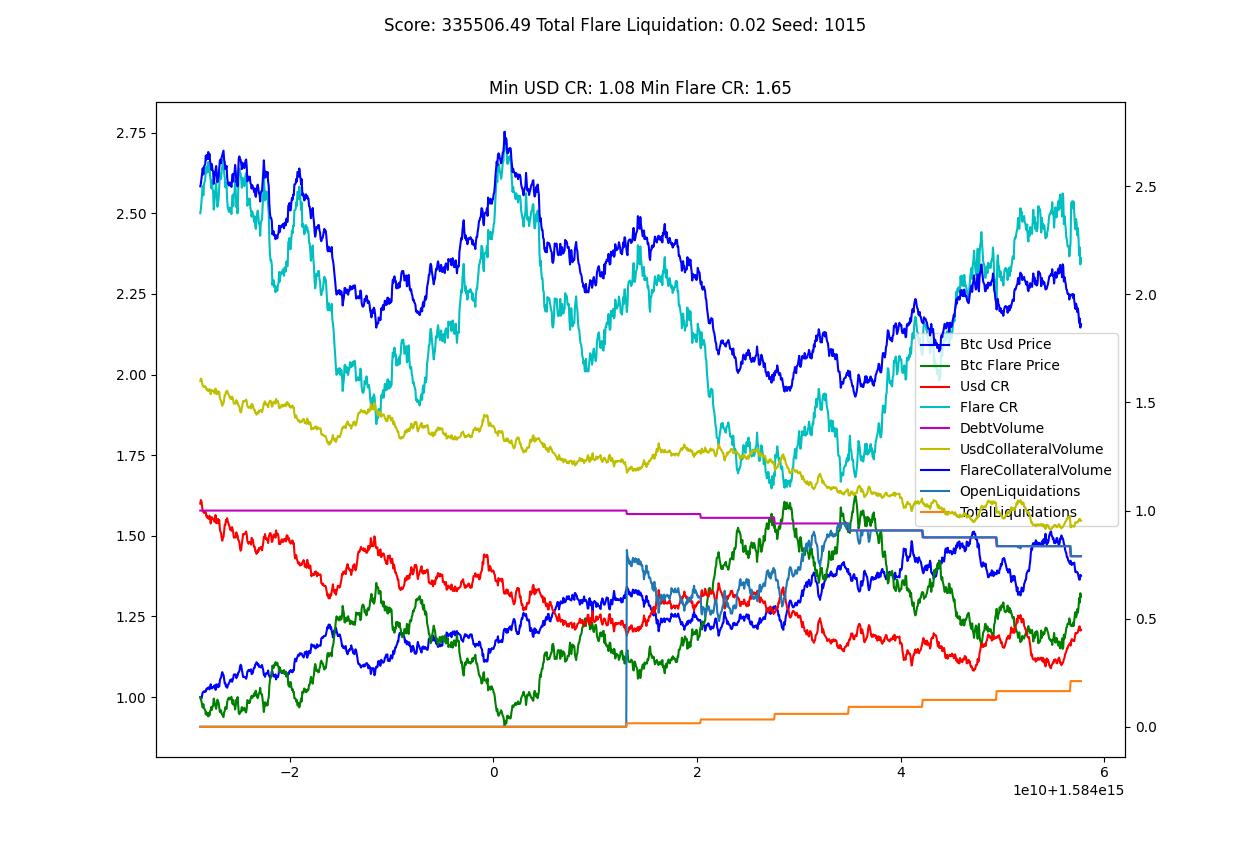 Score: 335506.49 Total Flare Liquidation: 0.02 Seed: 1015
Min USD CR: 1.08 Min Flare CR: 1.65
2.75
2.50
2.25
2.00
1.75
1.50
1.25
1.00
2.5
2.0
1.5
1.0
0.5
0.0
Btc Usd Price
Btc Flare Price
Usd CR
Flare CR
DebtVolume
UsdCollateralVolume
FlareCollateralVolume
OpenLiquidations
TotalLiquidations
−2 0 2 4 6
1e10+1.584e15